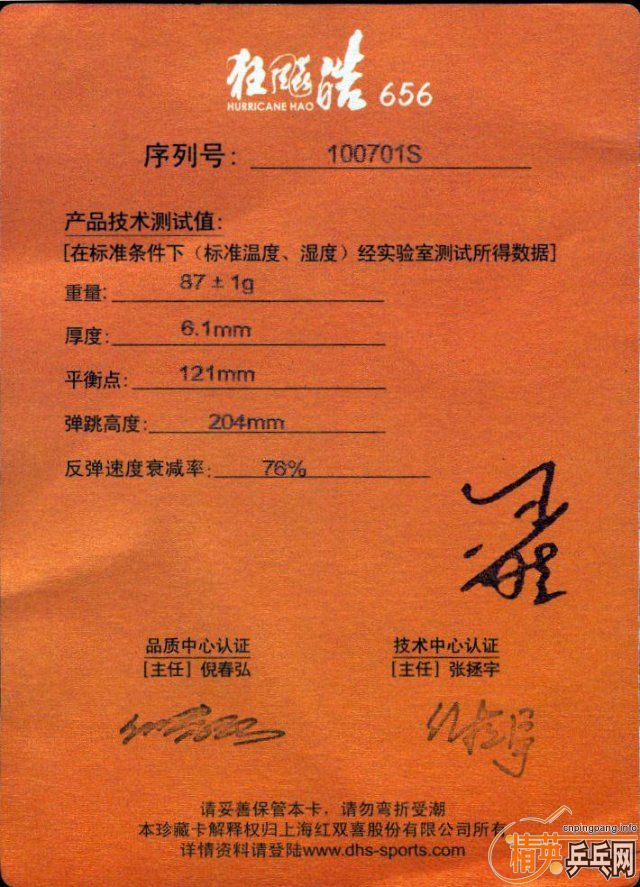 狂飚皓 656
HURRICANE HAO
序列号: 100701S
产品技术测试值:
[在标准条件下（标准温度、湿度）经实验室测试所得数据]
重量: 87±1g
厚度: 6.1mm
平衡点: 121mm
弹跳高度: 204mm
反弹速度衰减率: 76%
品质中心认证 技术中心认证
[主任] 倪春弘 [主任] 张拯宇
请妥善保管本卡，请勿弯折受潮
本珍藏卡解释权归上海红双喜股份有限公司所有
详情资料请登陆www.dhs-sports.com
cnpingpang.info
精英乒乓网